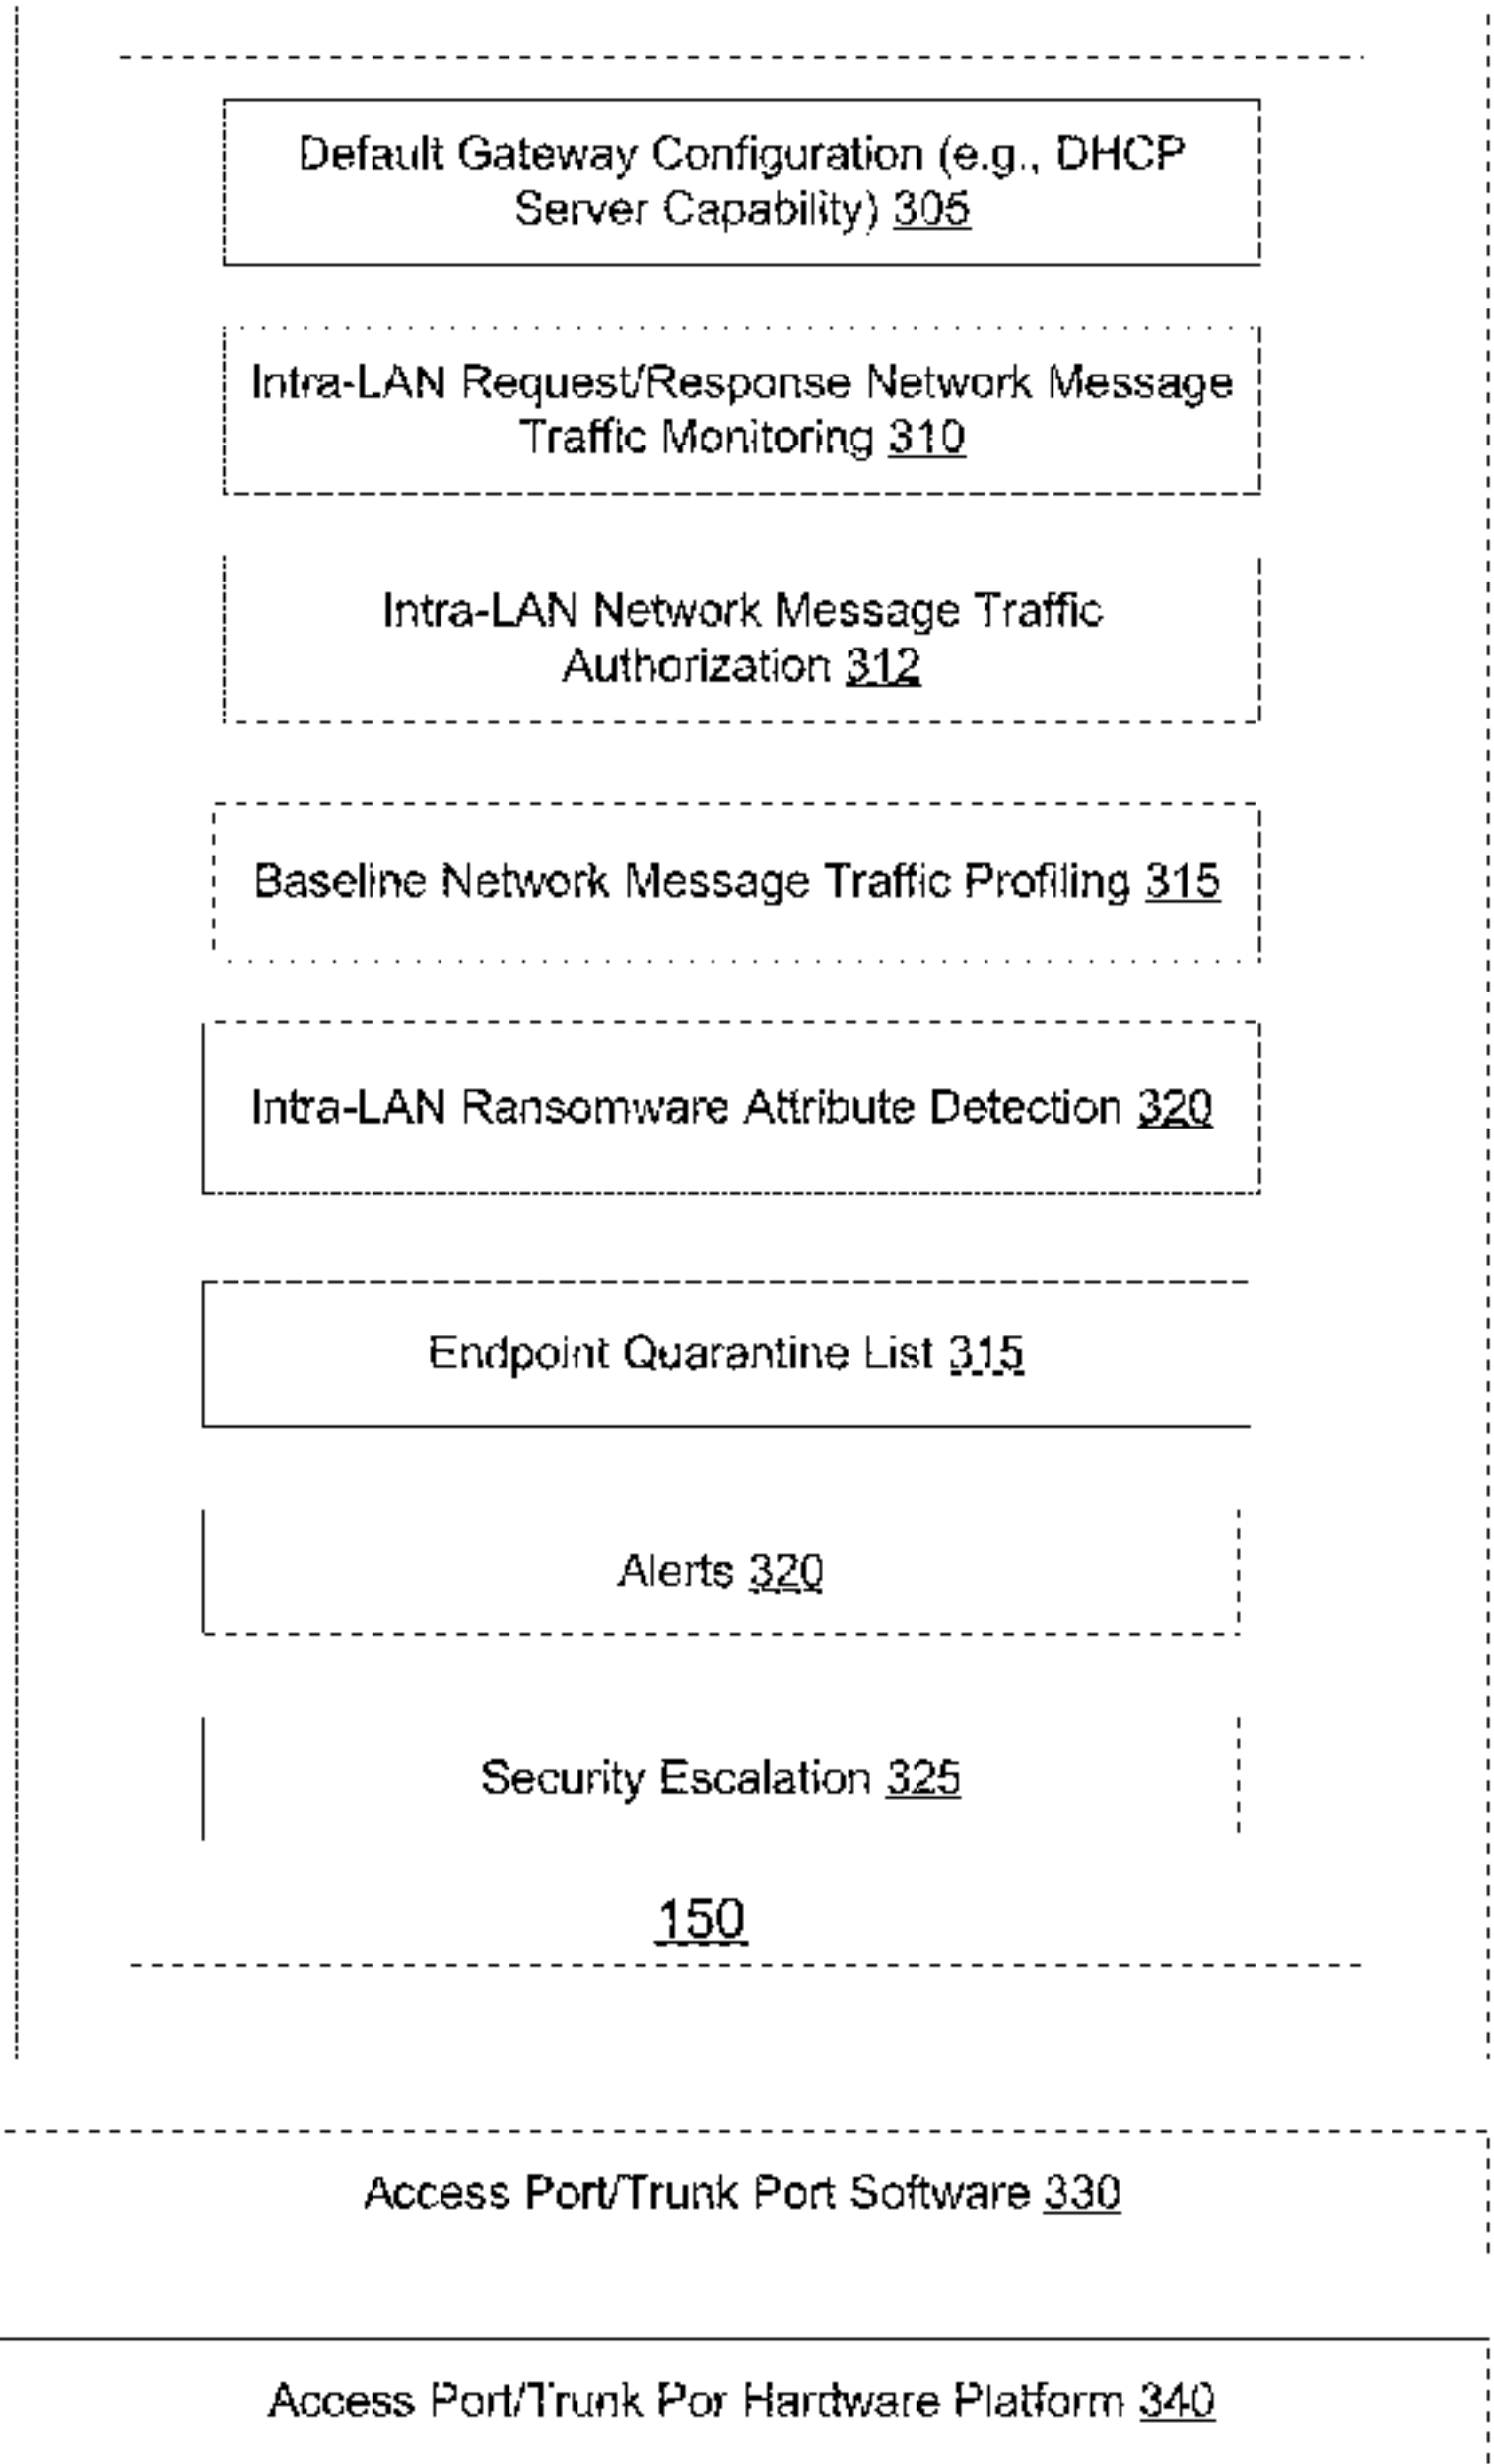 Default Gateway Configuration (e.g., DHCP
Server Capability) 305
Intra-LAN Request/Response Network Message
Traffic Monitoring 310
Intra-LAN Network Message Traffic
Authorization 312
Baseline Network Message Traffic Profiling 315
Intra-LAN Ransomware Attribute Detection 320
Endpoint Quarantine List 315
Alerts 320
Security Escalation 325
150
Access Port/Trunk Port Software 330
Access Port/Trunk Por Hardware Platform 340